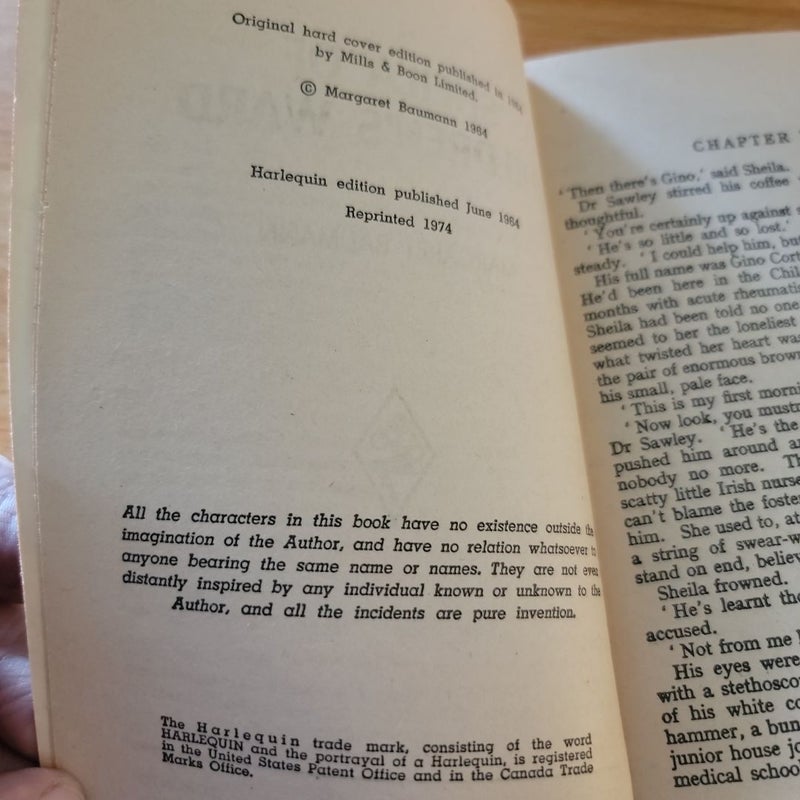 Original hard cover edition published in 1964
by Mills & Boon Limited.
© Margaret Baumann 1964
Harlequin edition published June 1964
Reprinted 1974
All the characters in this book have no existence outside the
imagination of the Author, and have no relation whatsoever to
anyone bearing the same name or names. They are not even
distantly inspired by any individual known or unknown to the
Author, and all the incidents are pure invention.
The Harlequin trade mark, consisting of the word
HARLEQUIN and the portrayal of a Harlequin, is registered
in the United States Patent Office and in the Canada Trade
Marks Office.
CHAPTER
‘Then there's Gino,’ said Sheila.
Dr Sawley stirred his coffee
thoughtful.
‘You're certainly up against
‘He's so little and so lost.’
steady. ‘I could help him, but
His full name was Gino Cort
He'd been here in the Chil
months with acute rheumatis
Sheila had been told no one
seemed to her the loneliest
what twisted her heart was
the pair of enormous brown
his small, pale face.
‘This is my first morni
‘Now look, you mustn
Dr Sawley. ‘He's the
pushed him around an
nobody no more. Th
scatty little Irish nurse
can't blame the foster
him. She used to, at
a string of swear-w
stand on end, believ
Sheila frowned.
‘He's learnt the
accused.
‘Not from me
His eyes were
with a stethosco
of his white co
hammer, a bun
junior house jo
medical school